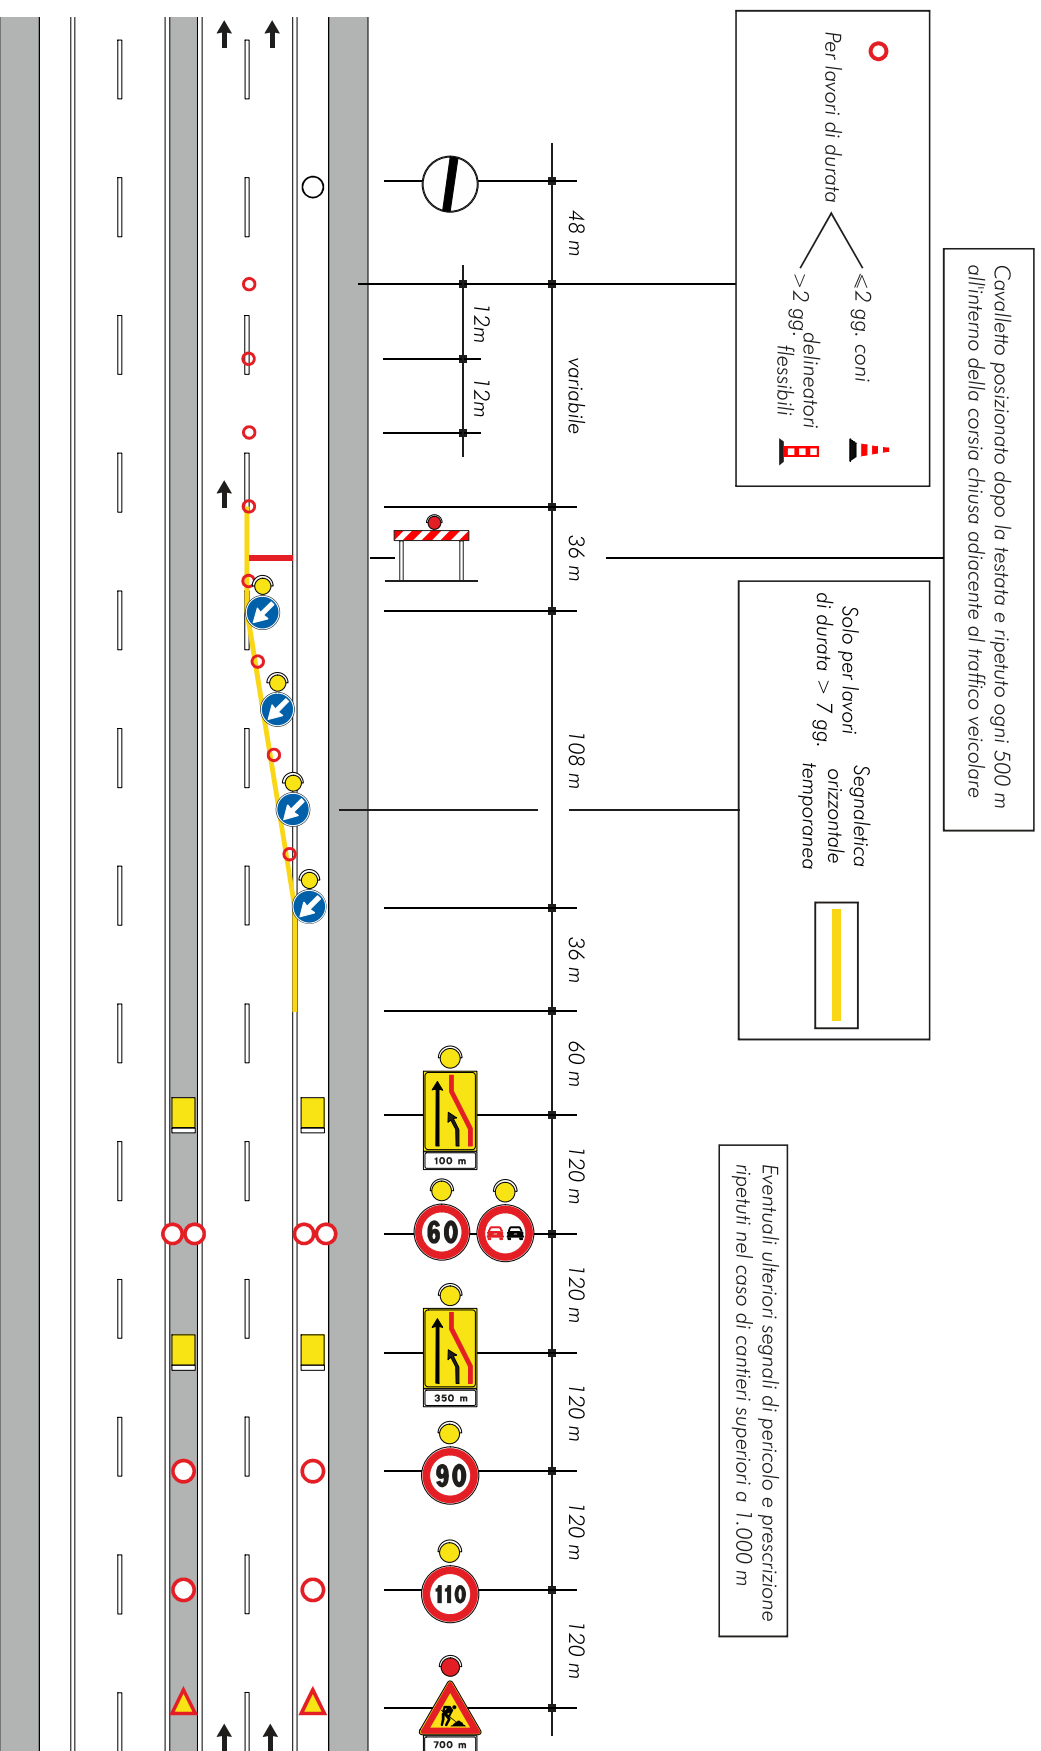 Cavalletto posizionato dopo la testata e ripetuto ogni 500 m
all'interno della corsia chiusa adiacente al traffico veicolare
Per lavori di durata
⩽2 gg. coni
>2 gg. delineatori
flessibili
Segnaletica
orizzontale
temporanea
Solo per lavori
di durata > 7 gg.
Eventuali ulteriori segnali di pericolo e prescrizione
ripetuti nel caso di cantieri superiori a 1.000 m
48 m
variabile
36 m
108 m
36 m
60 m
120 m
120 m
120 m
120 m
120 m
12m
12m
100 m
60
350 m
90
110
700 m